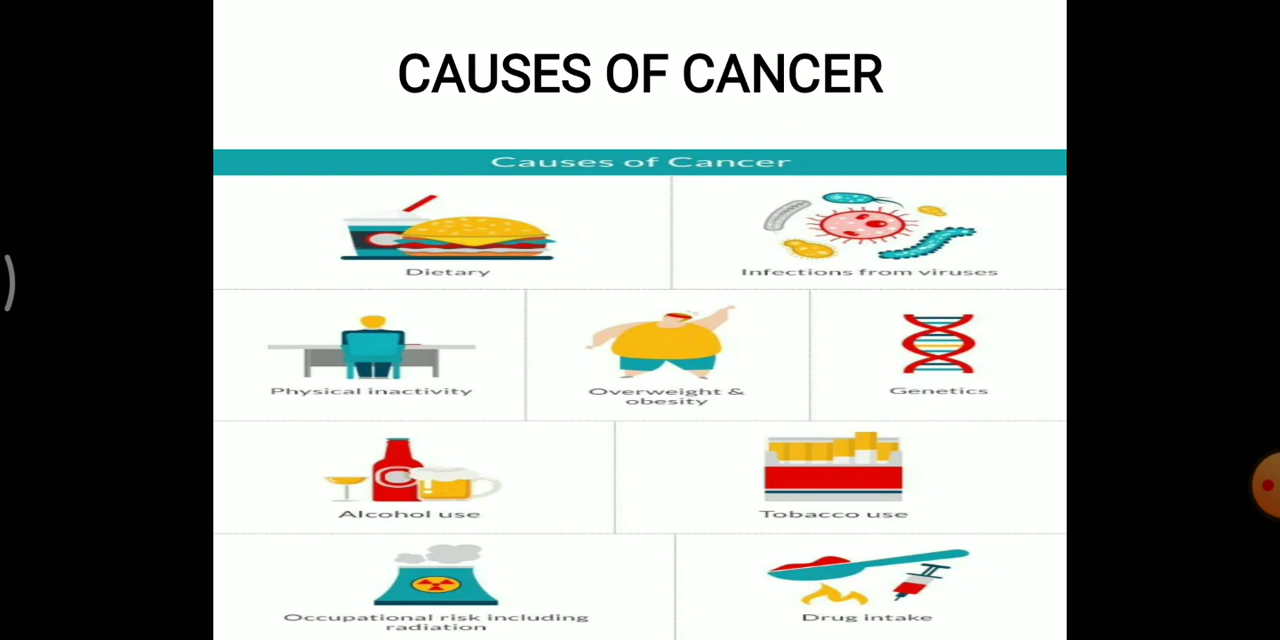 CAUSES OF CANCER
Causes of Cancer
Dietary
Infections from viruses
Physical inactivity
Overweight &
obesity
Genetics
Alcohol use
Tobacco use
Occupational risk including
radiation
Drug intake